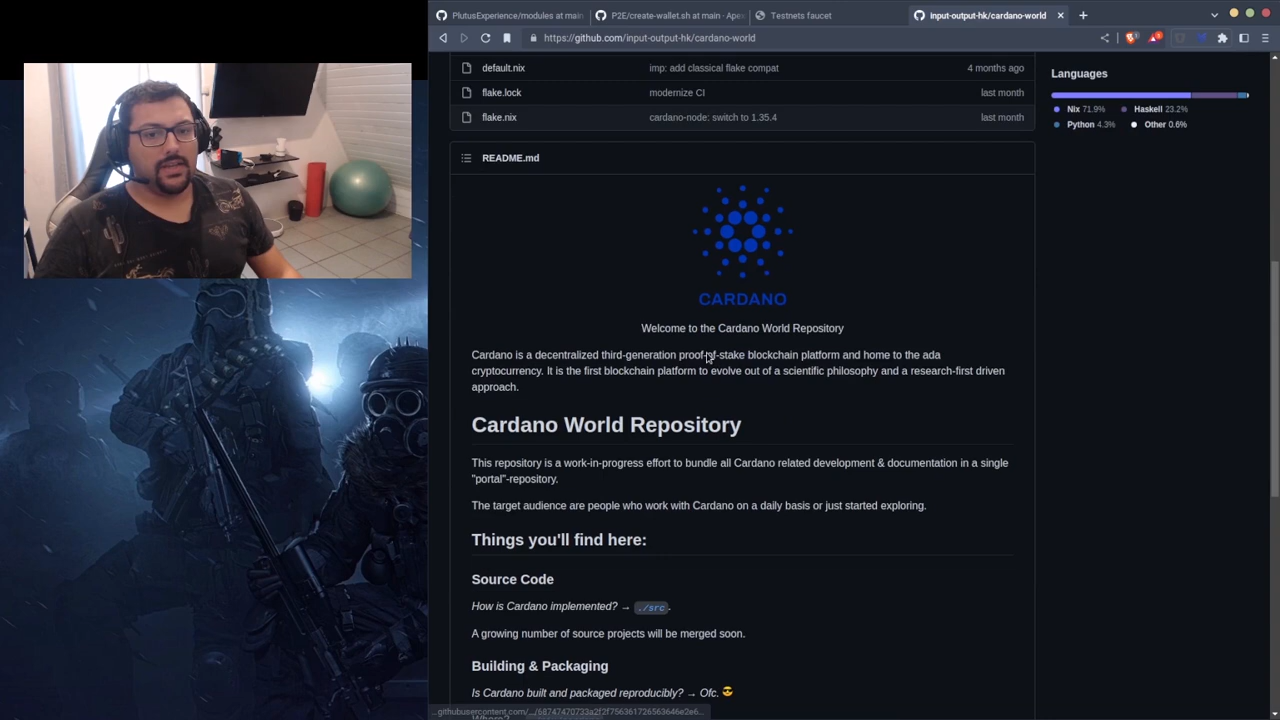 PlutusExperience/modules at main
P2E/create-wallet.sh at main · Apex
Testnets faucet
input-output-hk/cardano-world
https://github.com/input-output-hk/cardano-world
default.nix imp: add classical flake compat 4 months ago
flake.lock modernize CI last month
flake.nix cardano-node: switch to 1.35.4 last month
Languages
Nix 71.9% Haskell 23.2%
Python 4.3% Other 0.6%
README.md
CARDANO
Welcome to the Cardano World Repository
Cardano is a decentralized third-generation proof-of-stake blockchain platform and home to the ada
cryptocurrency. It is the first blockchain platform to evolve out of a scientific philosophy and a research-first driven
approach.
Cardano World Repository
This repository is a work-in-progress effort to bundle all Cardano related development & documentation in a single
"portal"-repository.
The target audience are people who work with Cardano on a daily basis or just started exploring.
Things you'll find here:
Source Code
How is Cardano implemented? → ./src.
A growing number of source projects will be merged soon.
Building & Packaging
Is Cardano built and packaged reproducibly? → Ofc. 😎